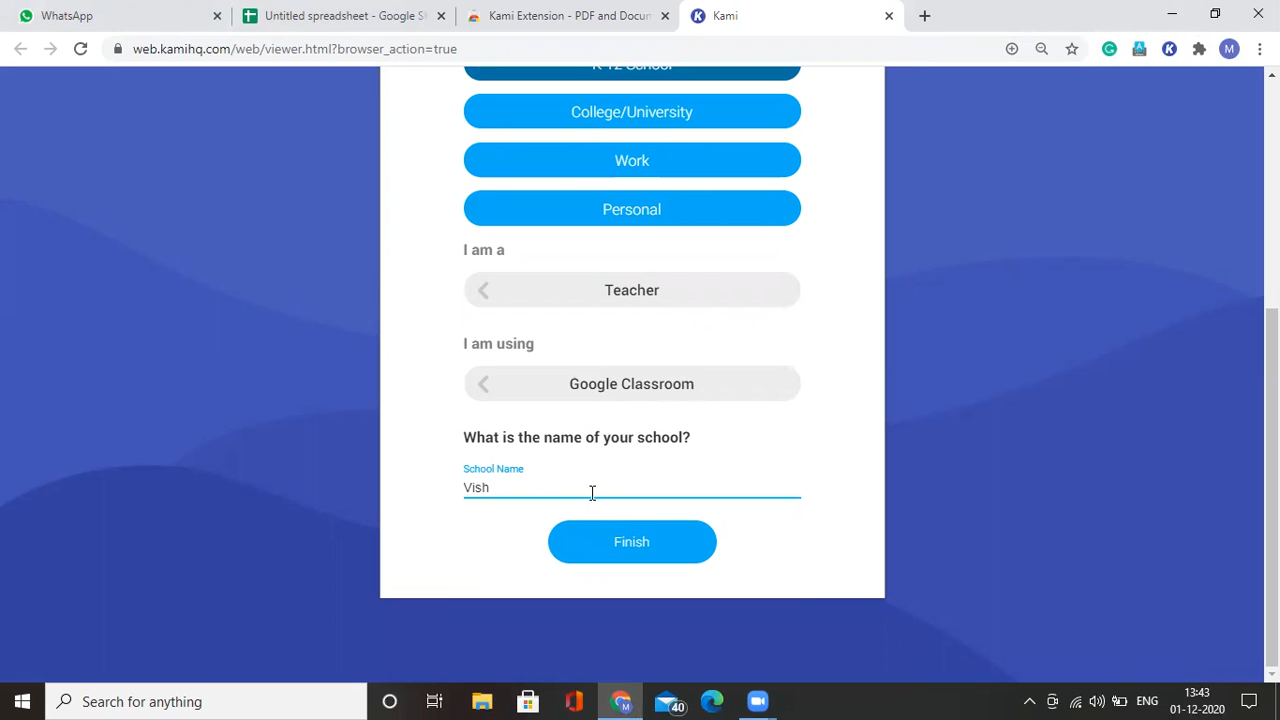 WhatsApp
Untitled spreadsheet - Google S
Kami Extension - PDF and Docum
Kami
web.kamihq.com/web/viewer.html?browser_action=true
M
K-12 School
College/University
Work
Personal
I am a
Teacher
I am using
Google Classroom
What is the name of your school?
School Name
Vish
Finish
Search for anything
40
ENG
13:43
01-12-2020